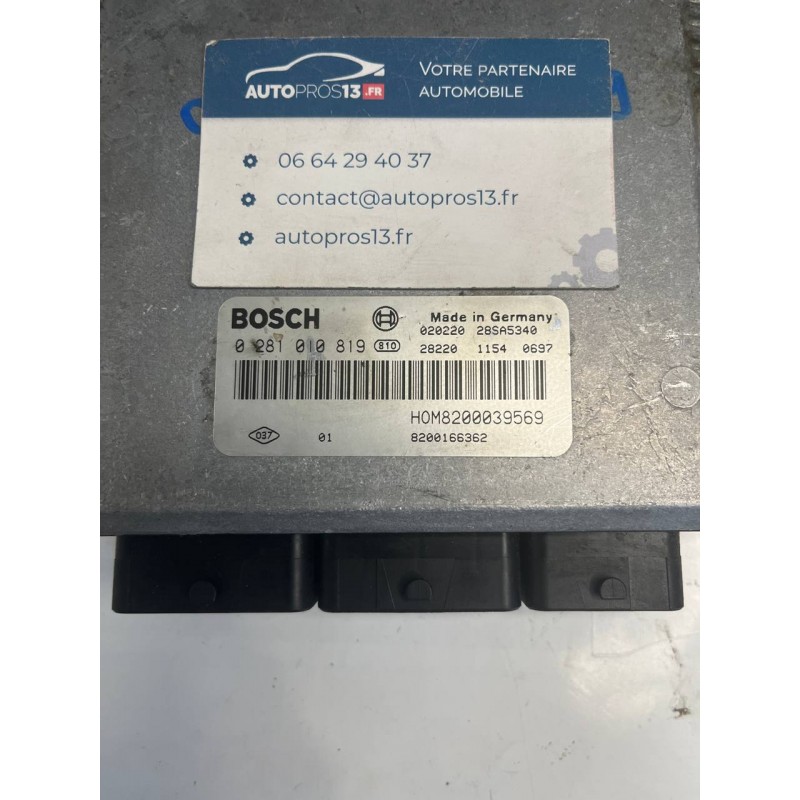 AUTOPROS13.FR
VOTRE PARTENAIRE
AUTOMOBILE
06 64 29 40 37
contact@autopros13.fr
autopros13.fr
BOSCH
Made in Germany
020220 28SA5340
0 281 010 819 810
28220 1154 0697
HOM8200039569
037 01 8200166362